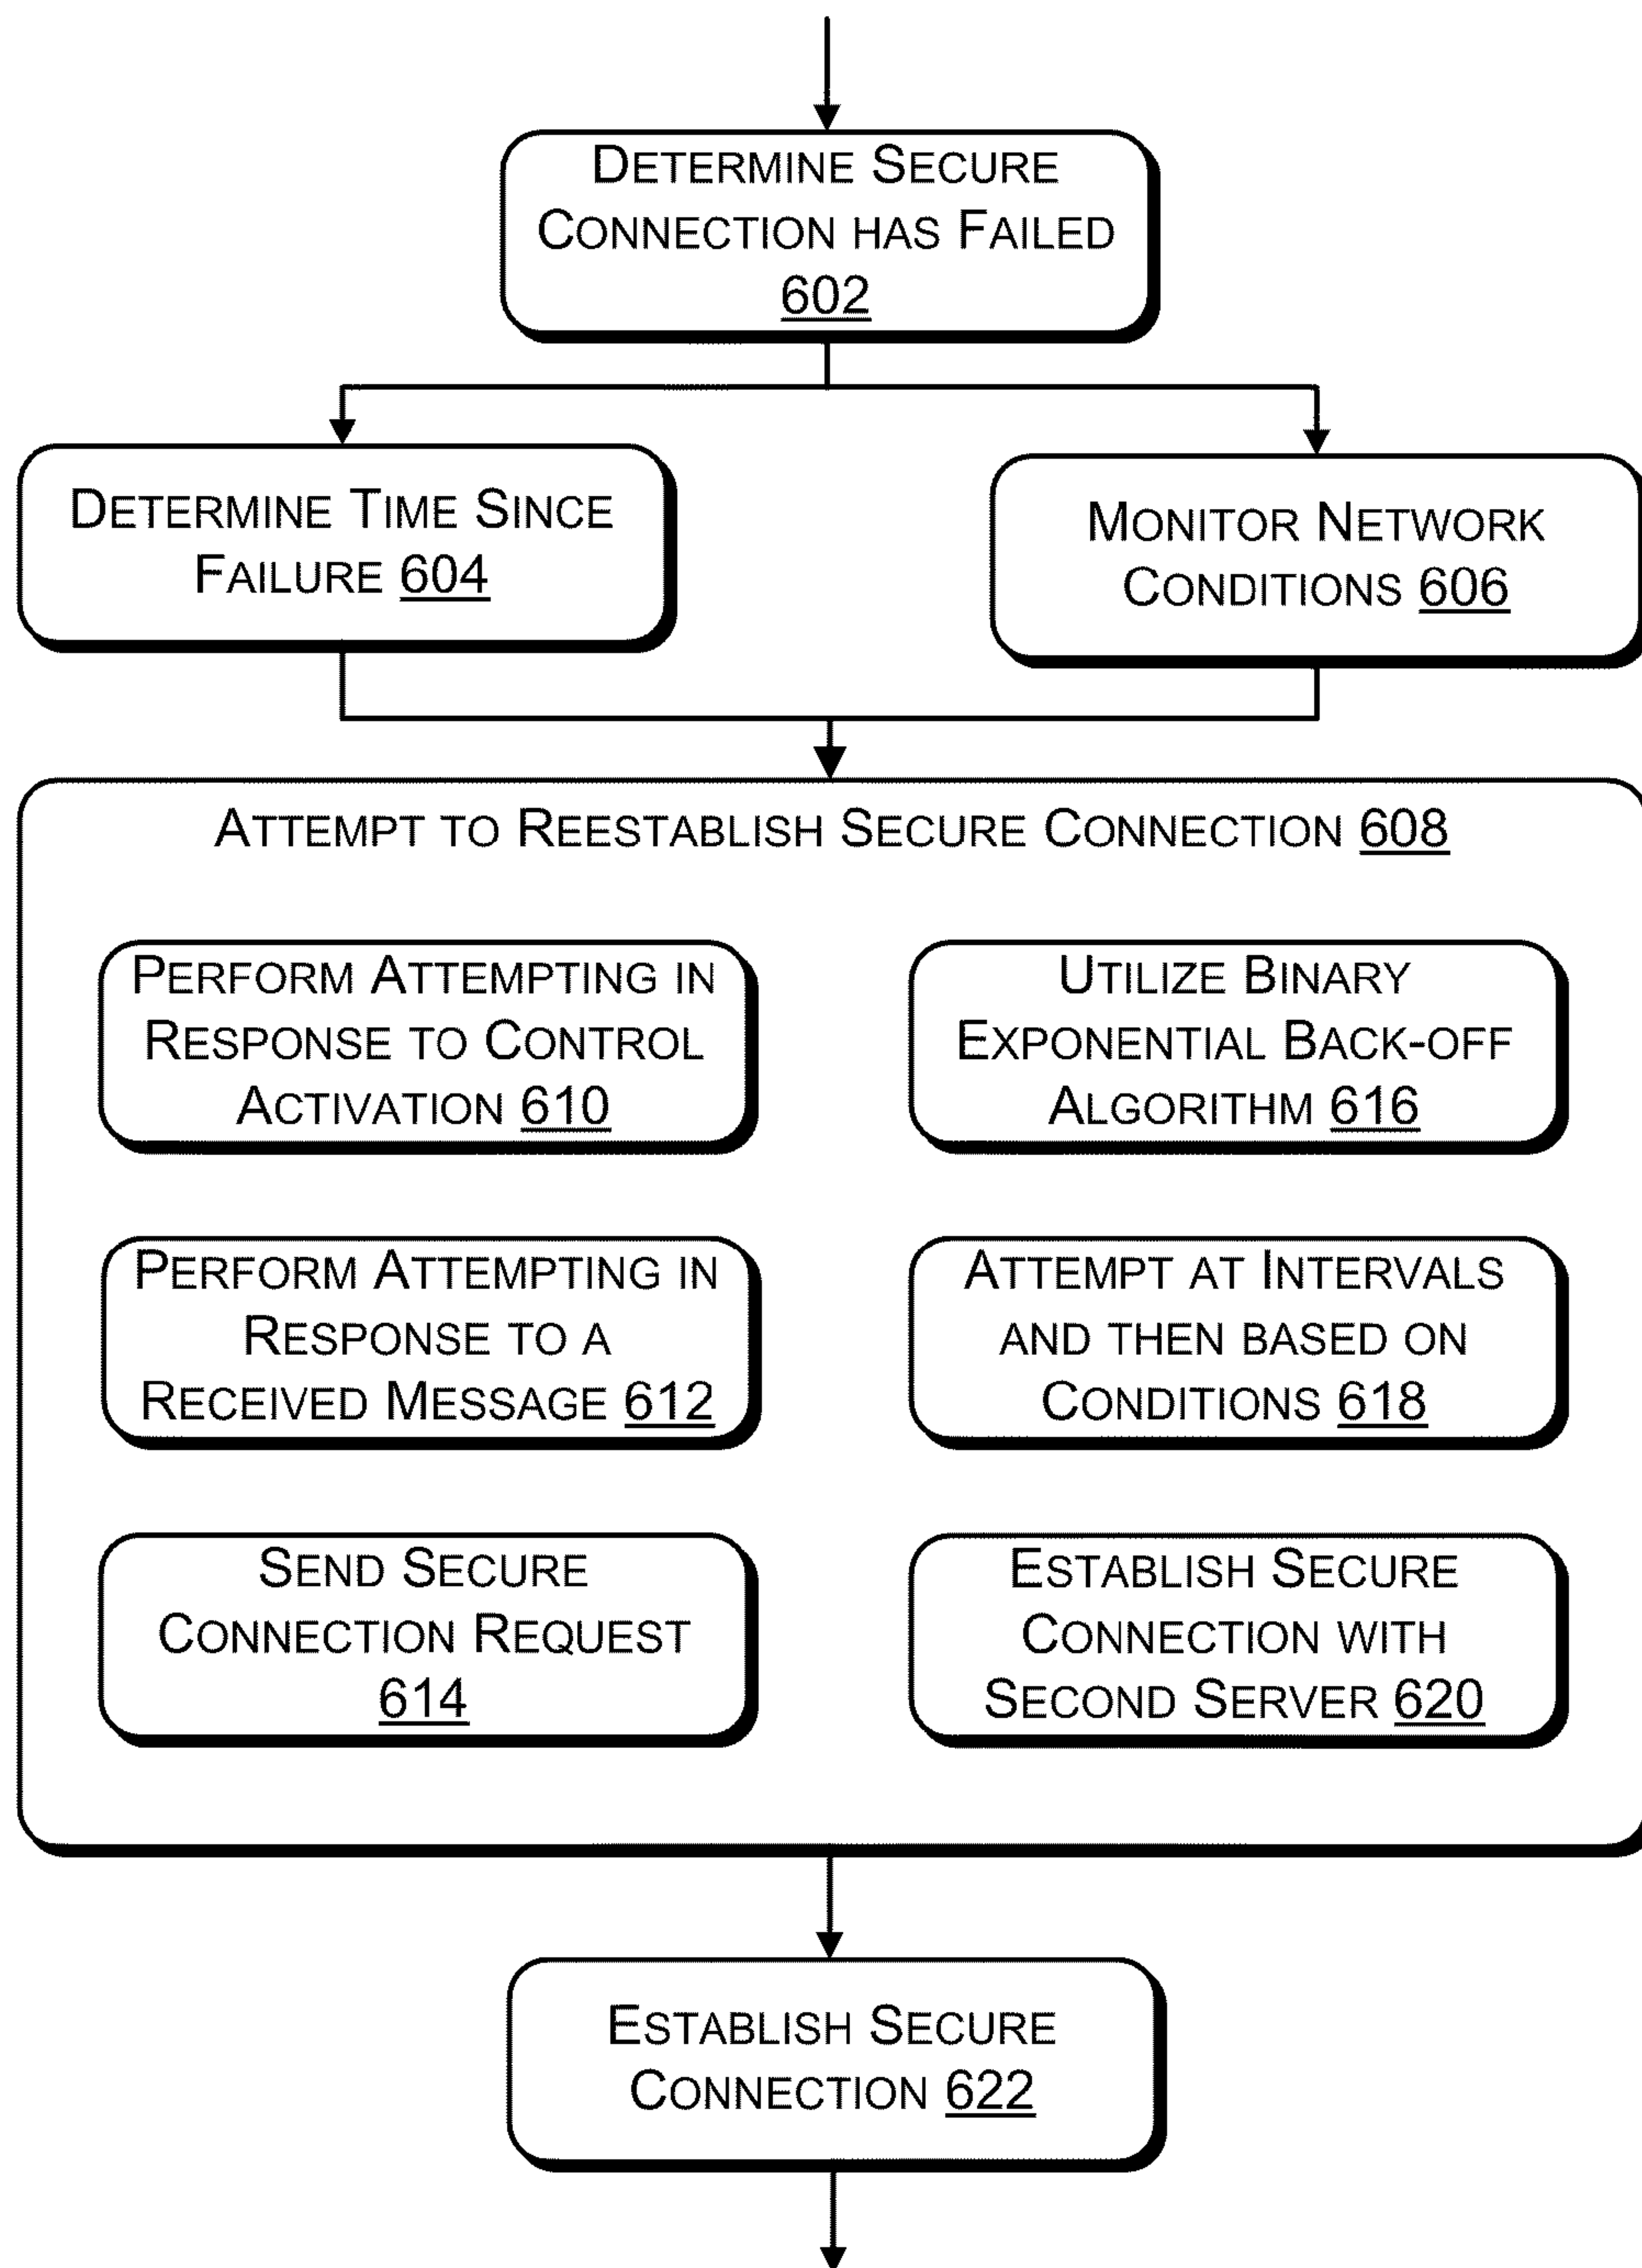 DETERMINE SECURE
CONNECTION HAS FAILED
602
DETERMINE TIME SINCE
FAILURE 604
MONITOR NETWORK
CONDITIONS 606
ATTEMPT TO REESTABLISH SECURE CONNECTION 608
PERFORM ATTEMPTING IN
RESPONSE TO CONTROL
ACTIVATION 610
UTILIZE BINARY
EXPONENTIAL BACK-OFF
ALGORITHM 616
PERFORM ATTEMPTING IN
RESPONSE TO A
RECEIVED MESSAGE 612
ATTEMPT AT INTERVALS
AND THEN BASED ON
CONDITIONS 618
SEND SECURE
CONNECTION REQUEST
614
ESTABLISH SECURE
CONNECTION WITH
SECOND SERVER 620
ESTABLISH SECURE
CONNECTION 622